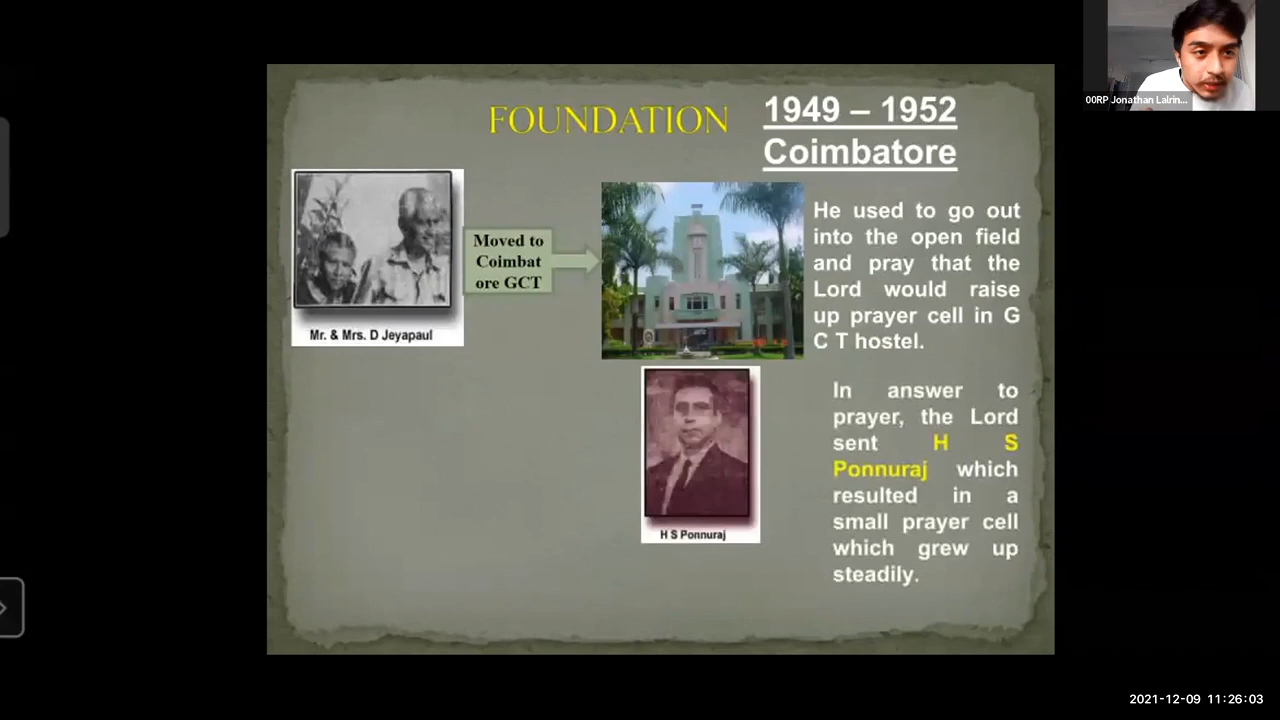 00RP Jonathan Lalrin...
FOUNDATION
1949 – 1952
Coimbatore
Moved to
Coimbat
ore GCT
Mr. & Mrs. D Jeyapaul
He used to go out
into the open field
and pray that the
Lord would raise
up prayer cell in G
C T hostel.
H S Ponnuraj
In answer to
prayer, the Lord
sent H S
Ponnuraj which
resulted in a
small prayer cell
which grew up
steadily.
2021-12-09 11:26:03